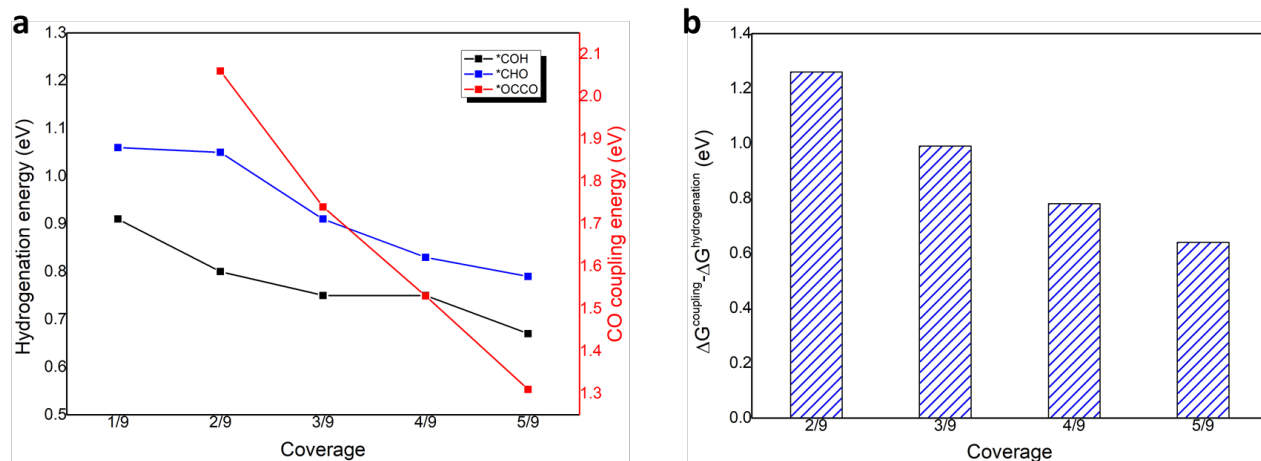 a
1.3
1.2
1.1
1.0
0.9
0.8
0.7
0.6
0.5
Hydrogenation energy (eV)
*COH
*CHO
*OCCO
2.1
2.0
1.9
1.8
1.7
1.6
1.5
1.4
1.3
CO coupling energy (eV)
1/9 2/9 3/9 4/9 5/9
Coverage
b
1.4
1.2
1.0
0.8
0.6
0.4
0.2
0.0
ΔG^coupling-ΔG^hydrogenation (eV)
2/9 3/9 4/9 5/9
Coverage